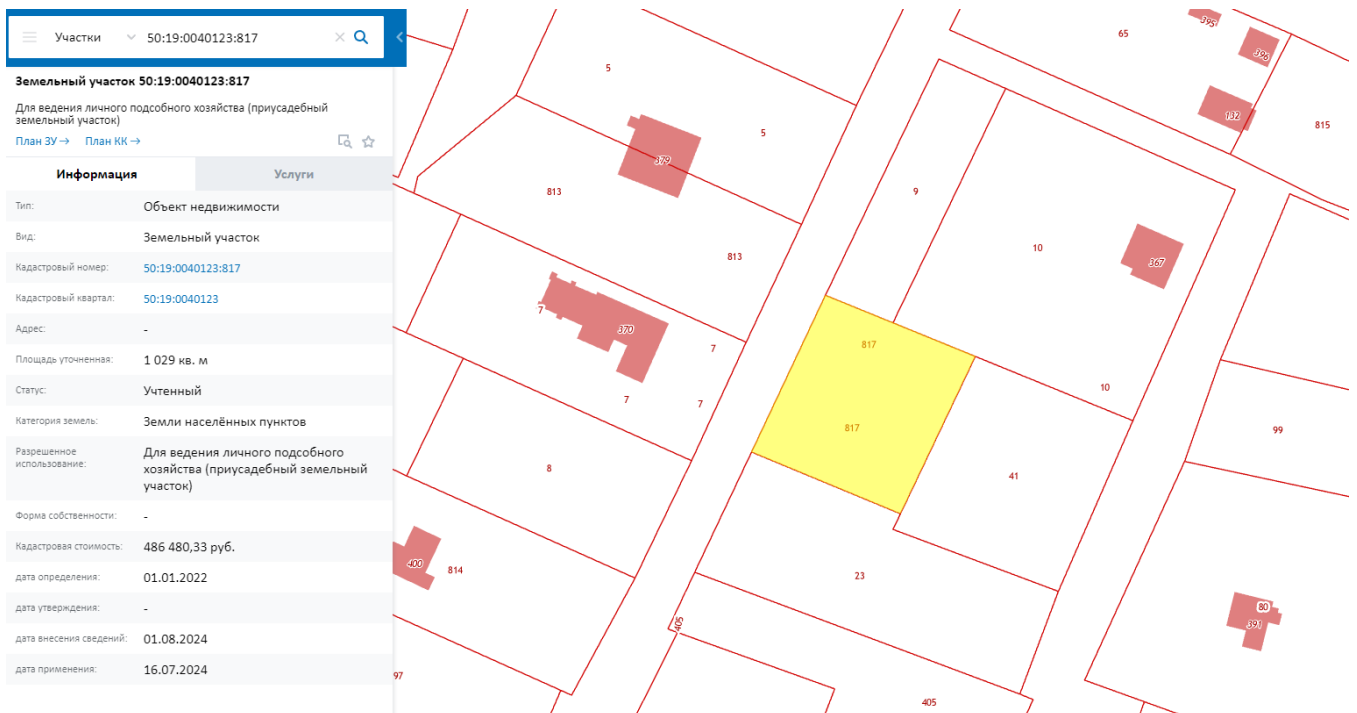 Участки 50:19:0040123:817
Земельный участок 50:19:0040123:817
Для ведения личного подсобного хозяйства (приусадебный
земельный участок)
План ЗУ → План КК →
Информация Услуги
Тип: Объект недвижимости
Вид: Земельный участок
Кадастровый номер: 50:19:0040123:817
Кадастровый квартал: 50:19:0040123
Адрес: -
Площадь уточненная: 1 029 кв. м
Статус: Учтенный
Категория земель: Земли населённых пунктов
Разрешенное использование: Для ведения личного подсобного
хозяйства (приусадебный земельный
участок)
Форма собственности: -
Кадастровая стоимость: 486 480,33 руб.
дата определения: 01.01.2022
дата утверждения: -
дата внесения сведений: 01.08.2024
дата применения: 16.07.2024
395
65
396
5
132
815
5
379
813
9
813
10
367
7
370
817
7
10
7
7
817
99
8
41
400
814
23
80
391
405
97
405